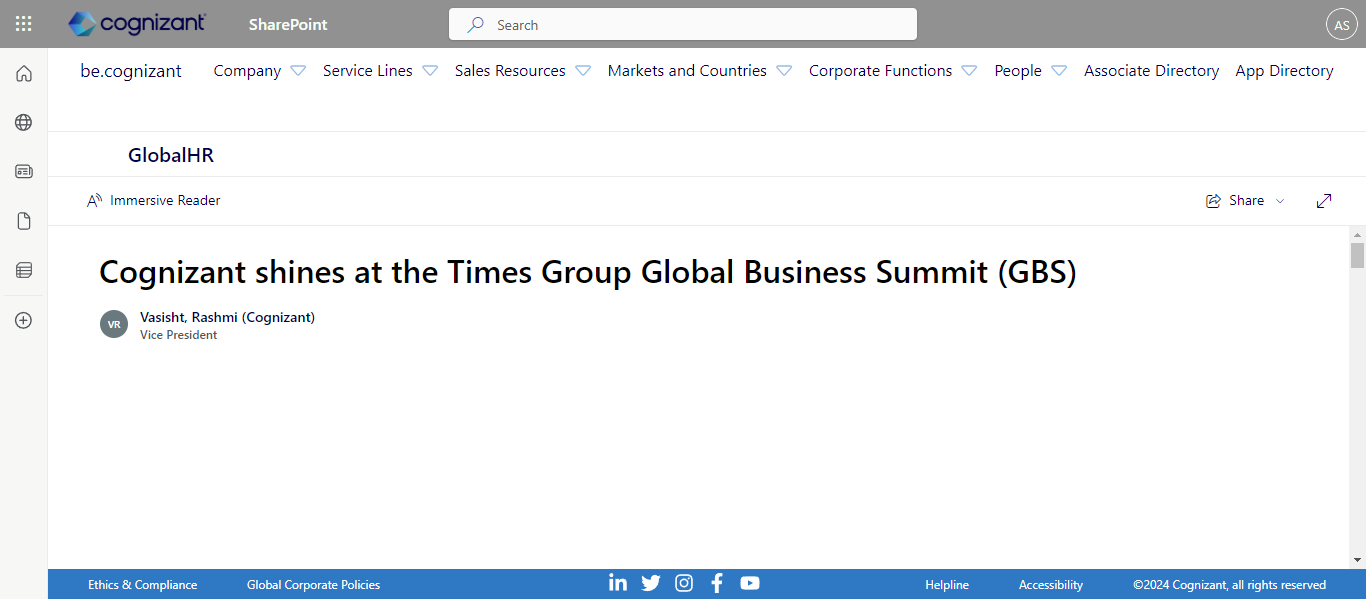 cognizant SharePoint Search AS
be.cognizant Company Service Lines Sales Resources Markets and Countries Corporate Functions People Associate Directory App Directory
GlobalHR
Immersive Reader Share
Cognizant shines at the Times Group Global Business Summit (GBS)
VR Vasisht, Rashmi (Cognizant)
Vice President
Ethics & Compliance Global Corporate Policies Helpline Accessibility ©2024 Cognizant, all rights reserved